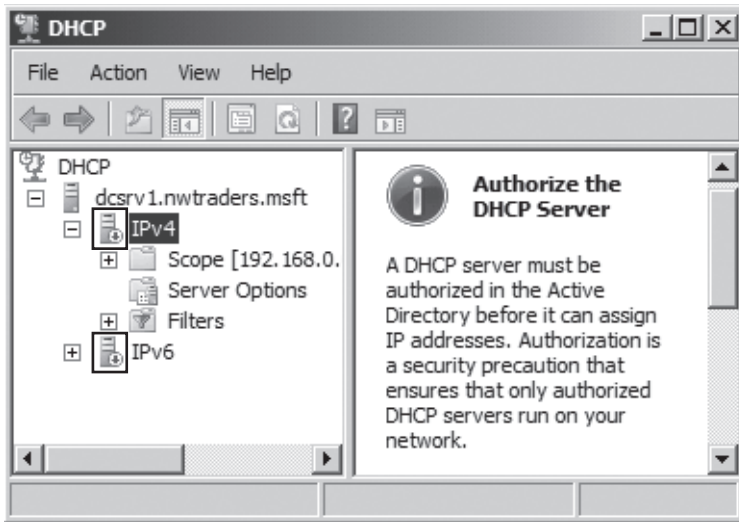 DHCP
File Action View Help
DHCP
dcsrv1.nwtraders.msft
IPv4
Scope [192.168.0.
Server Options
Filters
IPv6
Authorize the
DHCP Server
A DHCP server must be
authorized in the Active
Directory before it can assign
IP addresses. Authorization is
a security precaution that
ensures that only authorized
DHCP servers run on your
network.